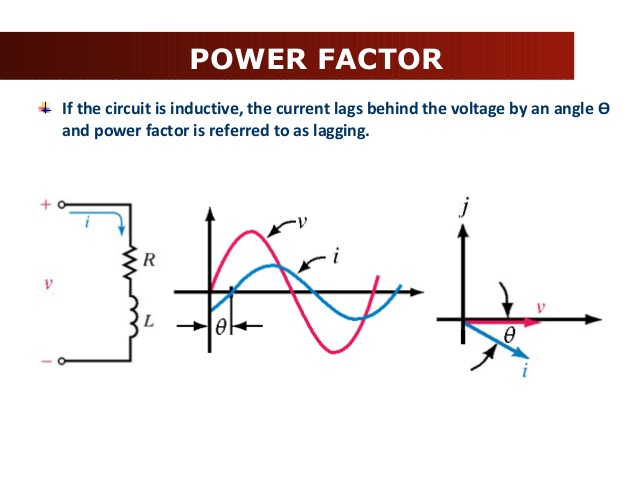 POWER FACTOR
If the circuit is inductive, the current lags behind the voltage by an angle Ө
and power factor is referred to as lagging.
+
i
R
v
L
−
v
i
θ
j
v
θ
i